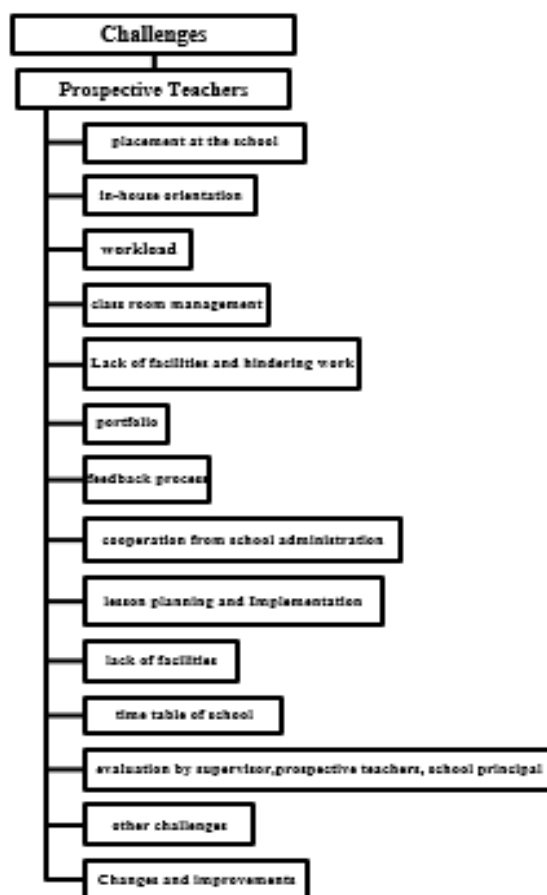 Challenges
Prospective Teachers
placement at the school
in-house orientation
workload
class room management
Lack of facilities and hindering work
portfolio
feedback process
cooperation from school administration
lesson planning and Implementation
lack of facilities
time table of school
evaluation by supervisor,prospective teachers, school principal
other challenges
Changes and improvements